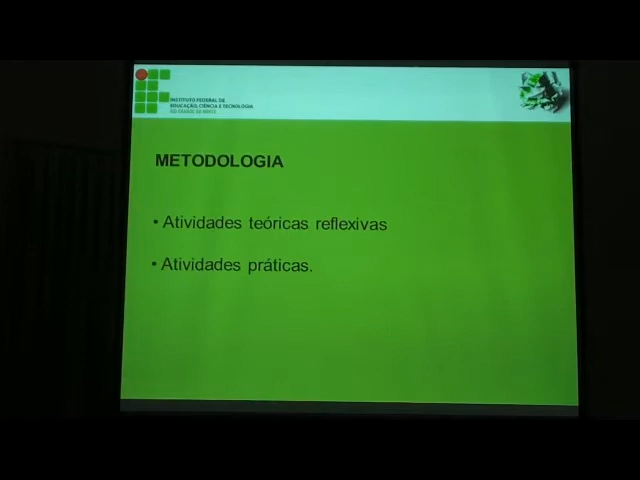 INSTITUTO FEDERAL DE
EDUCAÇÃO, CIÊNCIA E TECNOLOGIA
RIO GRANDE DO NORTE
METODOLOGIA
• Atividades teóricas reflexivas
• Atividades práticas.